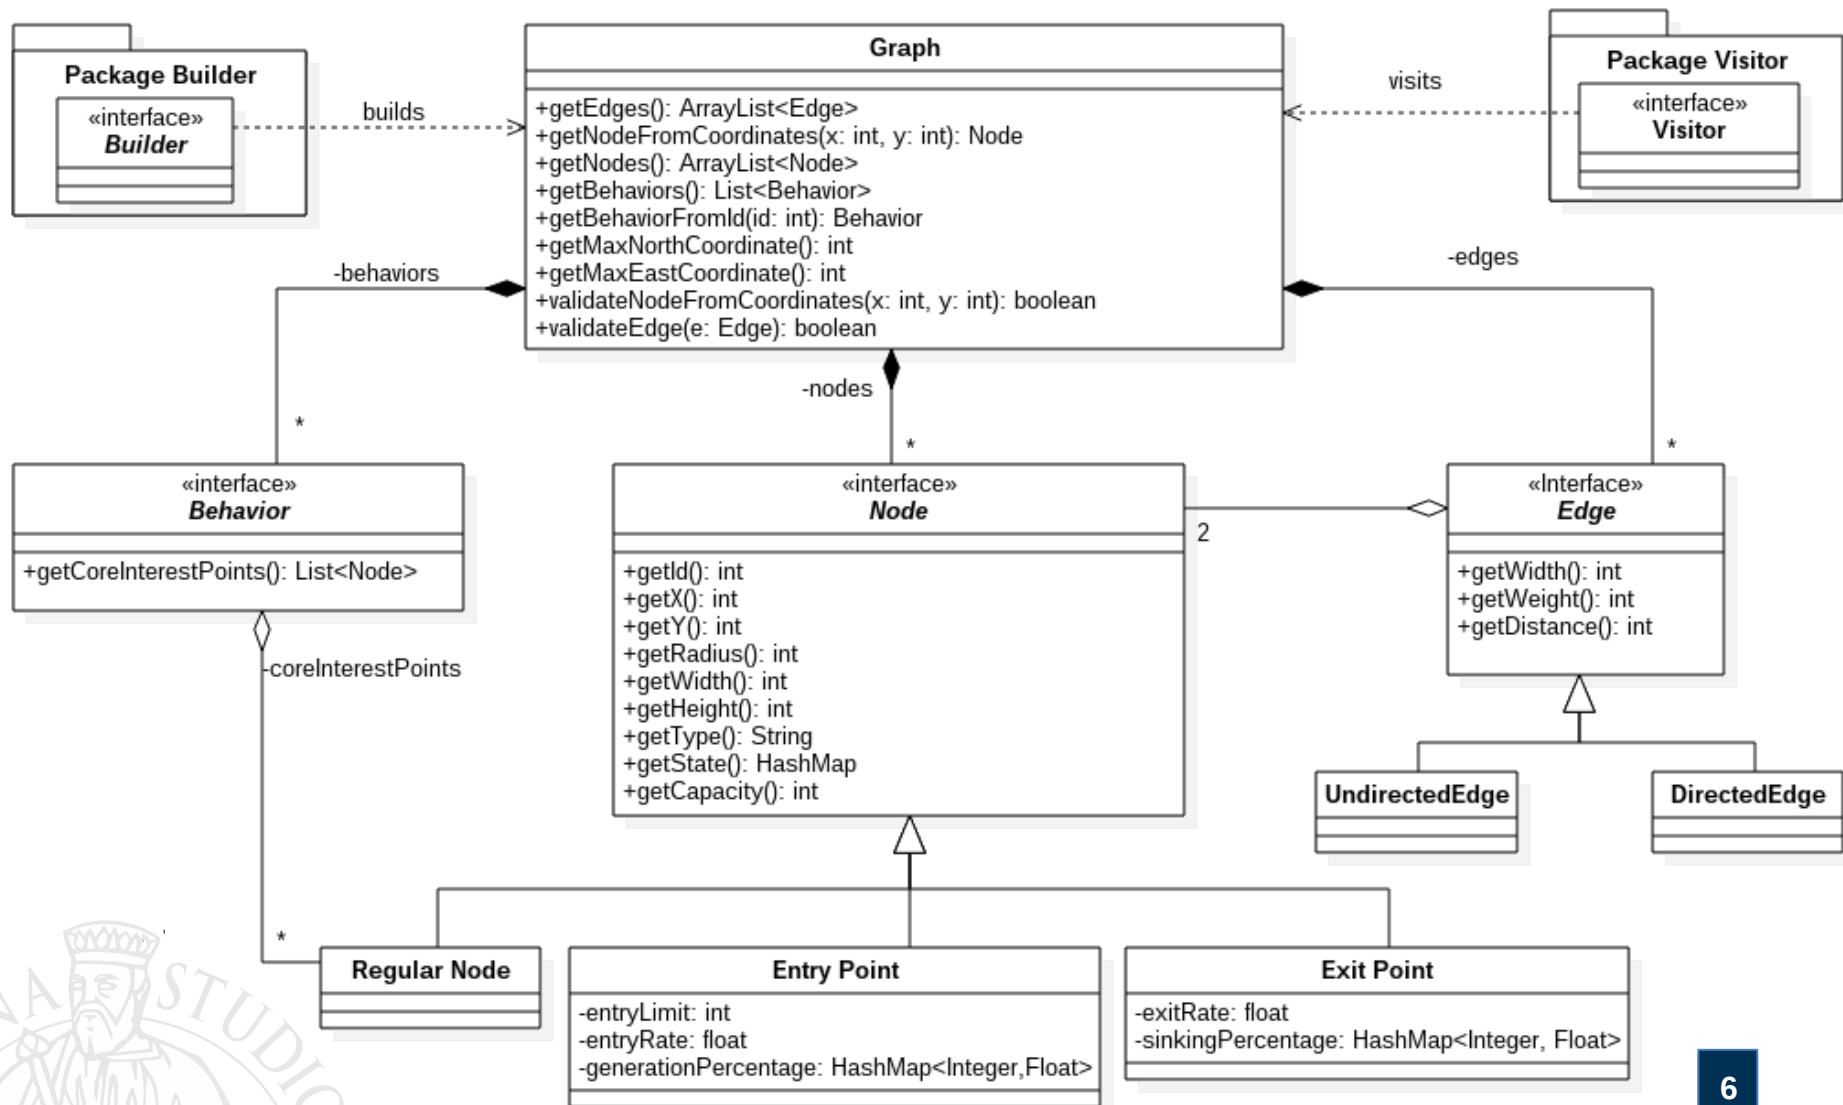 Package Builder
«interface»
Builder
builds
Graph
+getEdges(): ArrayList<Edge>
+getNodeFromCoordinates(x: int, y: int): Node
+getNodes(): ArrayList<Node>
+getBehaviors(): List<Behavior>
+getBehaviorFromId(id: int): Behavior
+getMaxNorthCoordinate(): int
+getMaxEastCoordinate(): int
+validateNodeFromCoordinates(x: int, y: int): boolean
+validateEdge(e: Edge): boolean
visits
Package Visitor
«interface»
Visitor
-behaviors
*
-nodes
*
-edges
*
«interface»
Behavior
+getCoreInterestPoints(): List<Node>
-coreInterestPoints
*
«interface»
Node
+getId(): int
+getX(): int
+getY(): int
+getRadius(): int
+getWidth(): int
+getHeight(): int
+getType(): String
+getState(): HashMap
+getCapacity(): int
2
«Interface»
Edge
+getWidth(): int
+getWeight(): int
+getDistance(): int
UndirectedEdge
DirectedEdge
Regular Node
Entry Point
-entryLimit: int
-entryRate: float
-generationPercentage: HashMap<Integer,Float>
Exit Point
-exitRate: float
-sinkingPercentage: HashMap<Integer, Float>
NA STUDIO
6